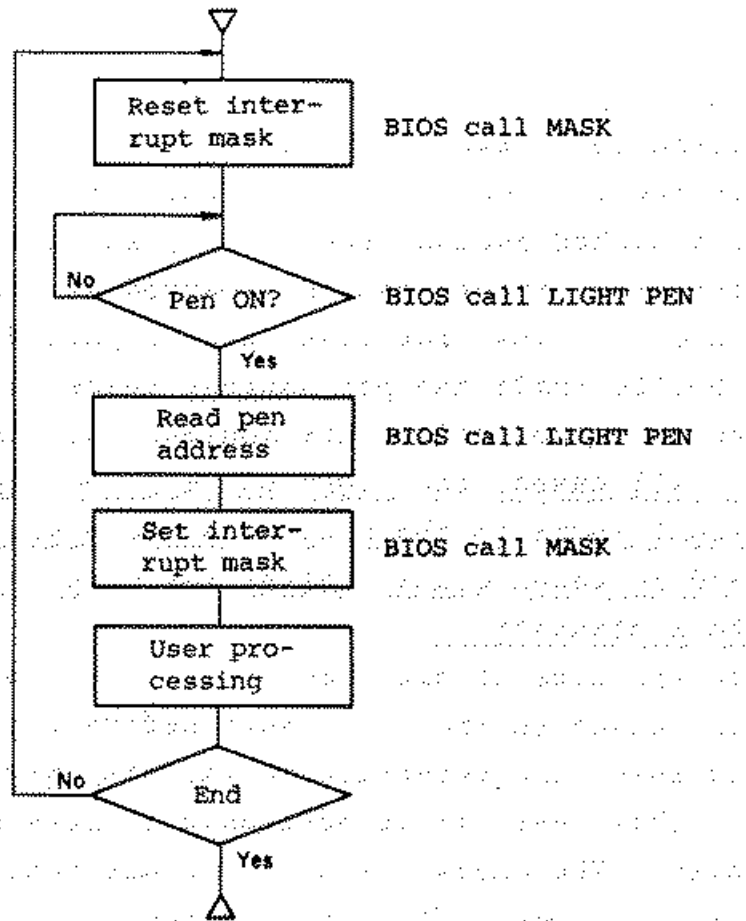 Reset inter-
rupt mask
BIOS call MASK
No
Pen ON?
BIOS call LIGHT PEN
Yes
Read pen
address
BIOS call LIGHT PEN
Set inter-
rupt mask
BIOS call MASK
User pro-
cessing
No
End
Yes